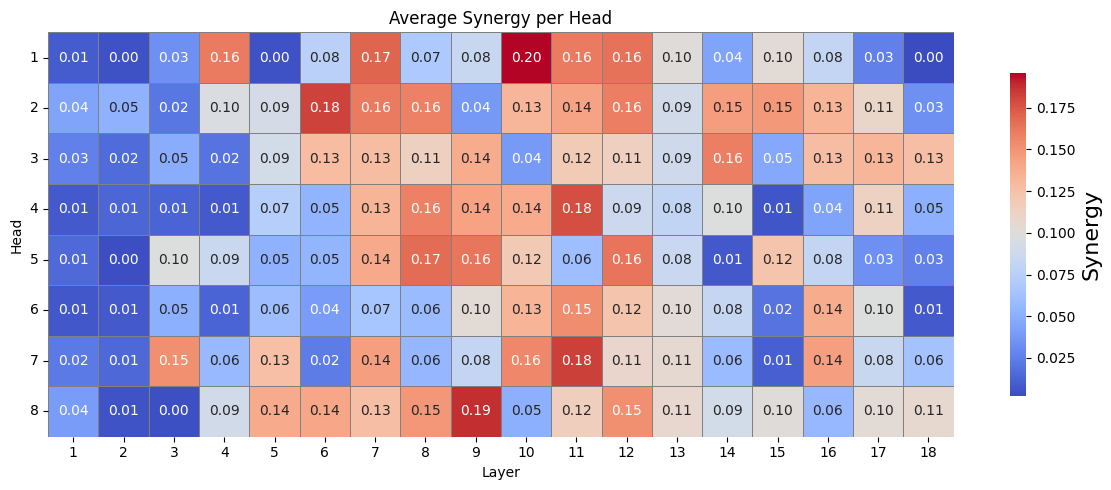 Average Synergy per Head
1 0.01 0.00 0.03 0.16 0.00 0.08 0.17 0.07 0.08 0.20 0.16 0.16 0.10 0.04 0.10 0.08 0.03 0.00
2 0.04 0.05 0.02 0.10 0.09 0.18 0.16 0.16 0.04 0.13 0.14 0.16 0.09 0.15 0.15 0.13 0.11 0.03
3 0.03 0.02 0.05 0.02 0.09 0.13 0.13 0.11 0.14 0.04 0.12 0.11 0.09 0.16 0.05 0.13 0.13 0.13
4 0.01 0.01 0.01 0.01 0.07 0.05 0.13 0.16 0.14 0.14 0.18 0.09 0.08 0.10 0.01 0.04 0.11 0.05
5 0.01 0.00 0.10 0.09 0.05 0.05 0.14 0.17 0.16 0.12 0.06 0.16 0.08 0.01 0.12 0.08 0.03 0.03
6 0.01 0.01 0.05 0.01 0.06 0.04 0.07 0.06 0.10 0.13 0.15 0.12 0.10 0.08 0.02 0.14 0.10 0.01
7 0.02 0.01 0.15 0.06 0.13 0.02 0.14 0.06 0.08 0.16 0.18 0.11 0.11 0.06 0.01 0.14 0.08 0.06
8 0.04 0.01 0.00 0.09 0.14 0.14 0.13 0.15 0.19 0.05 0.12 0.15 0.11 0.09 0.10 0.06 0.10 0.11
1 2 3 4 5 6 7 8 9 10 11 12 13 14 15 16 17 18
Layer
Head
0.175
0.150
0.125
0.100
0.075
0.050
0.025
Synergy